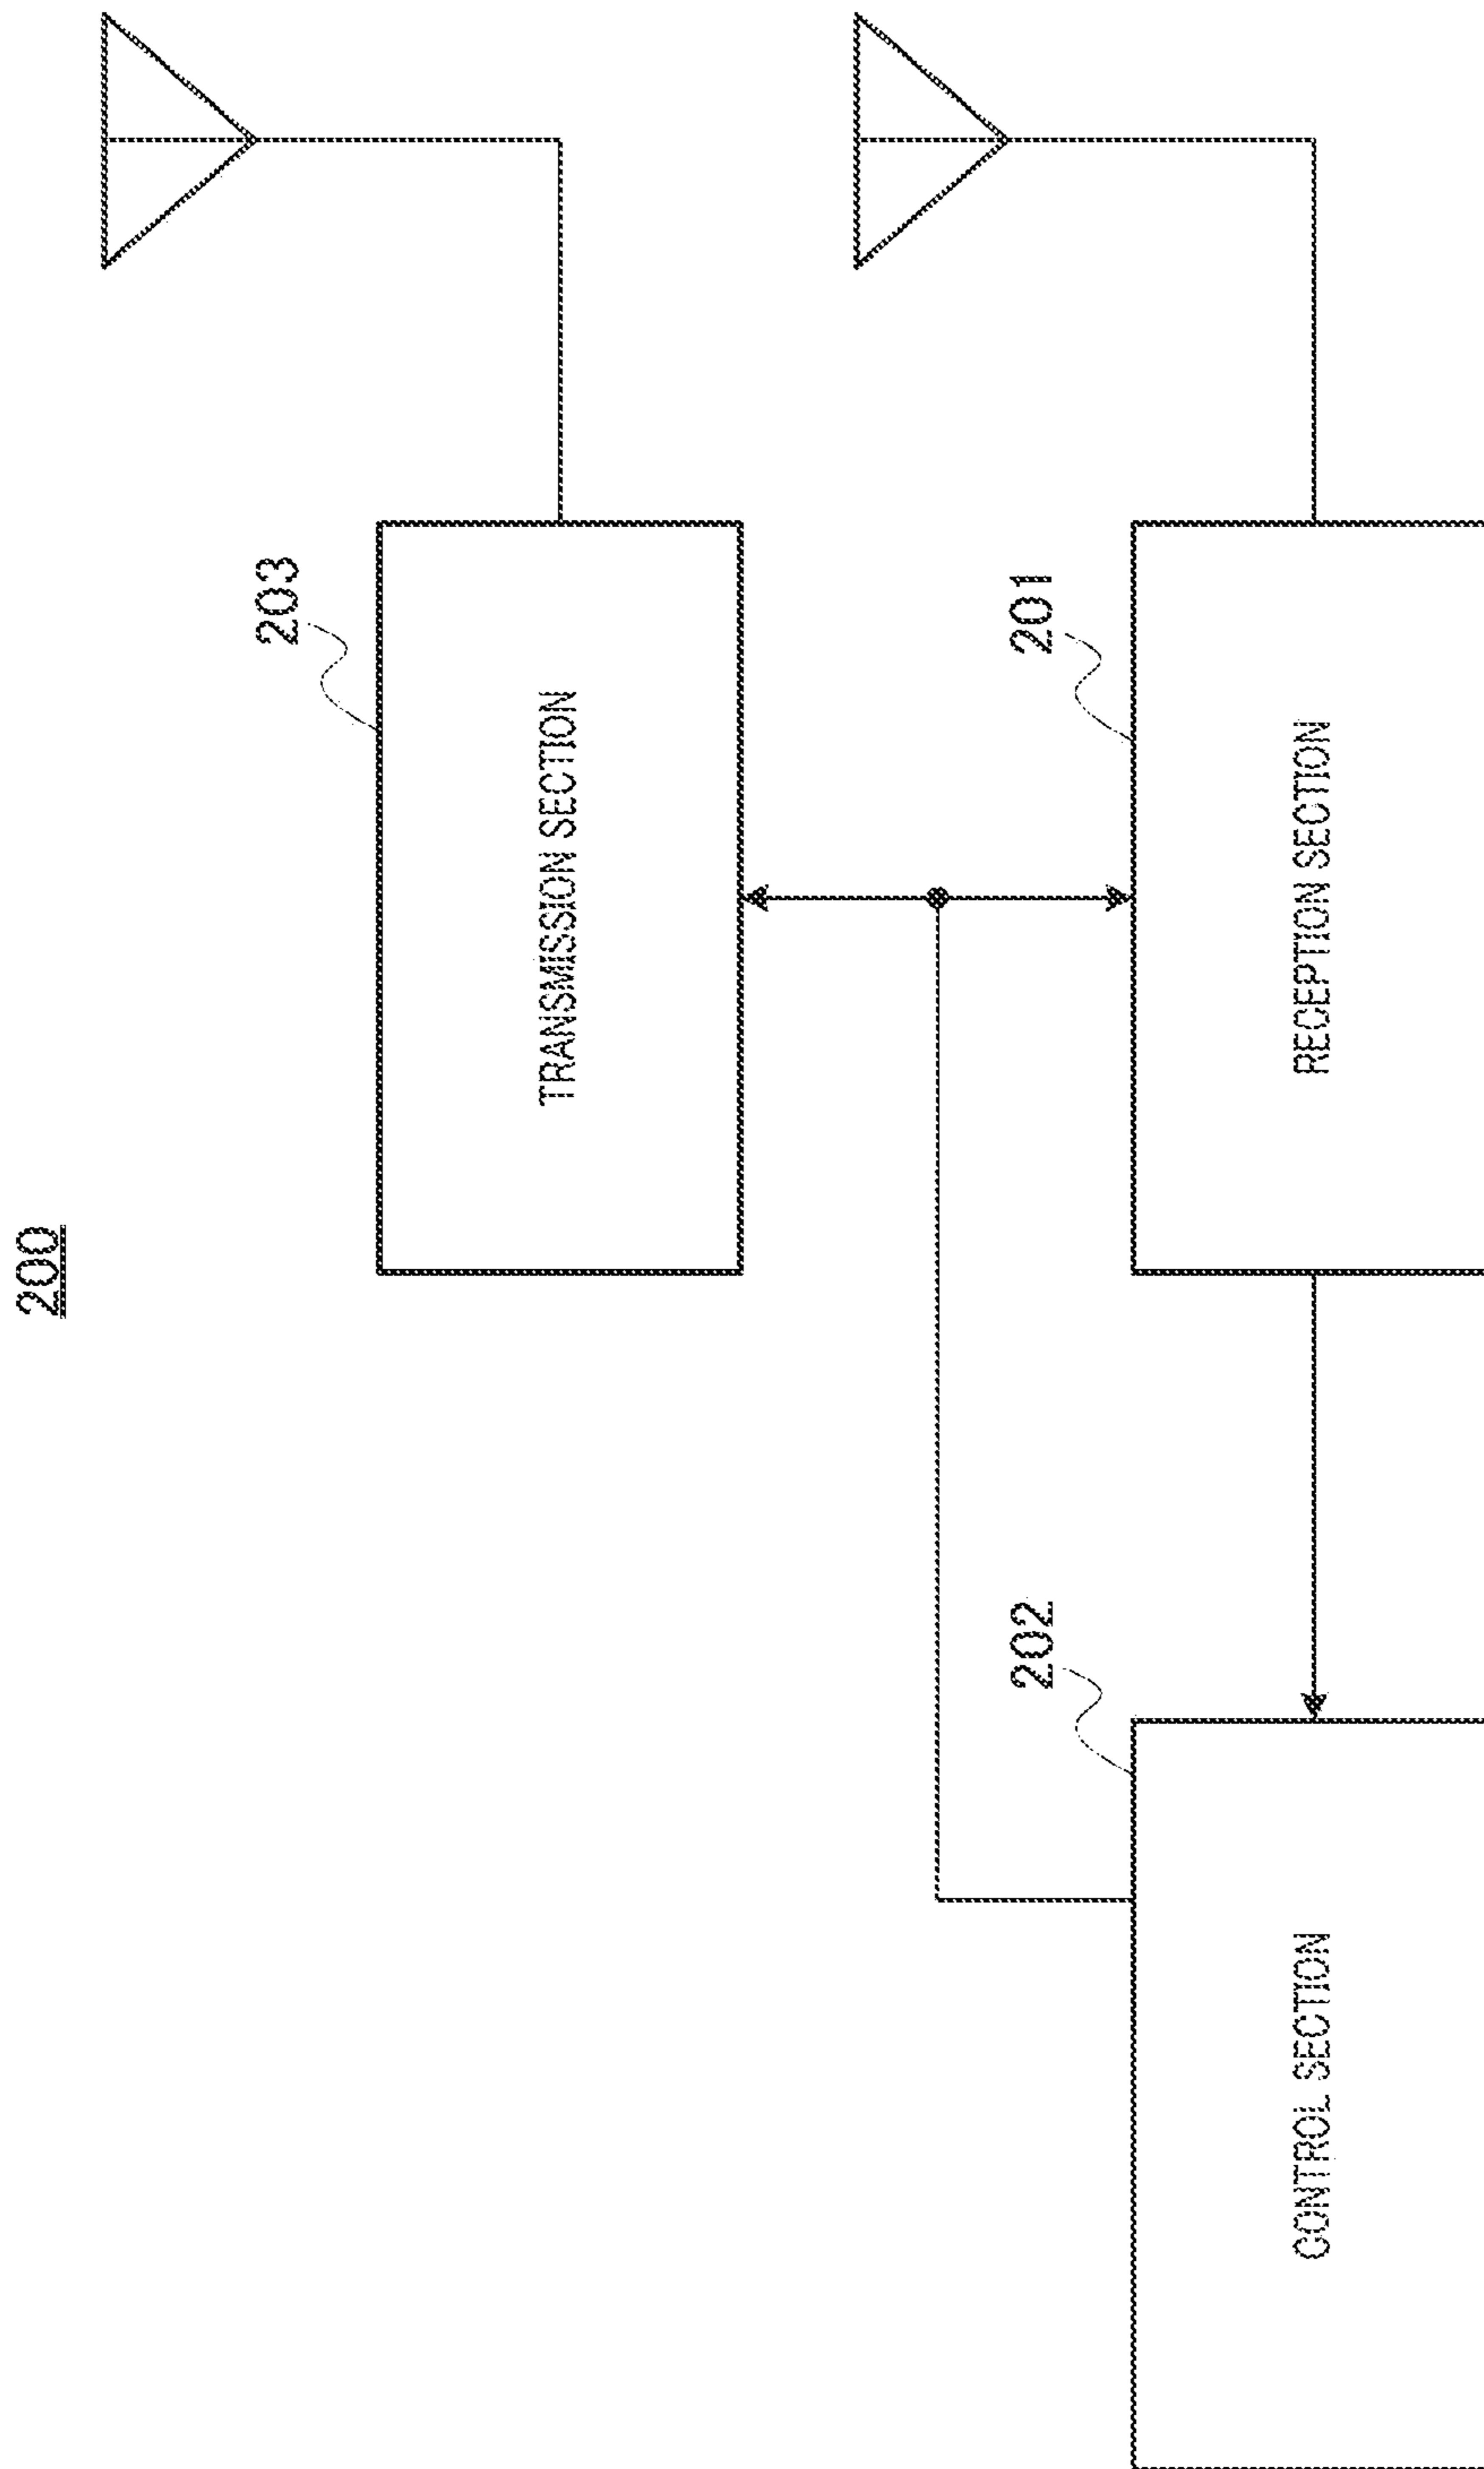 200
203
TRANSMISSION SECTION
202
201
CONTROL SECTION
RECEPTION SECTION